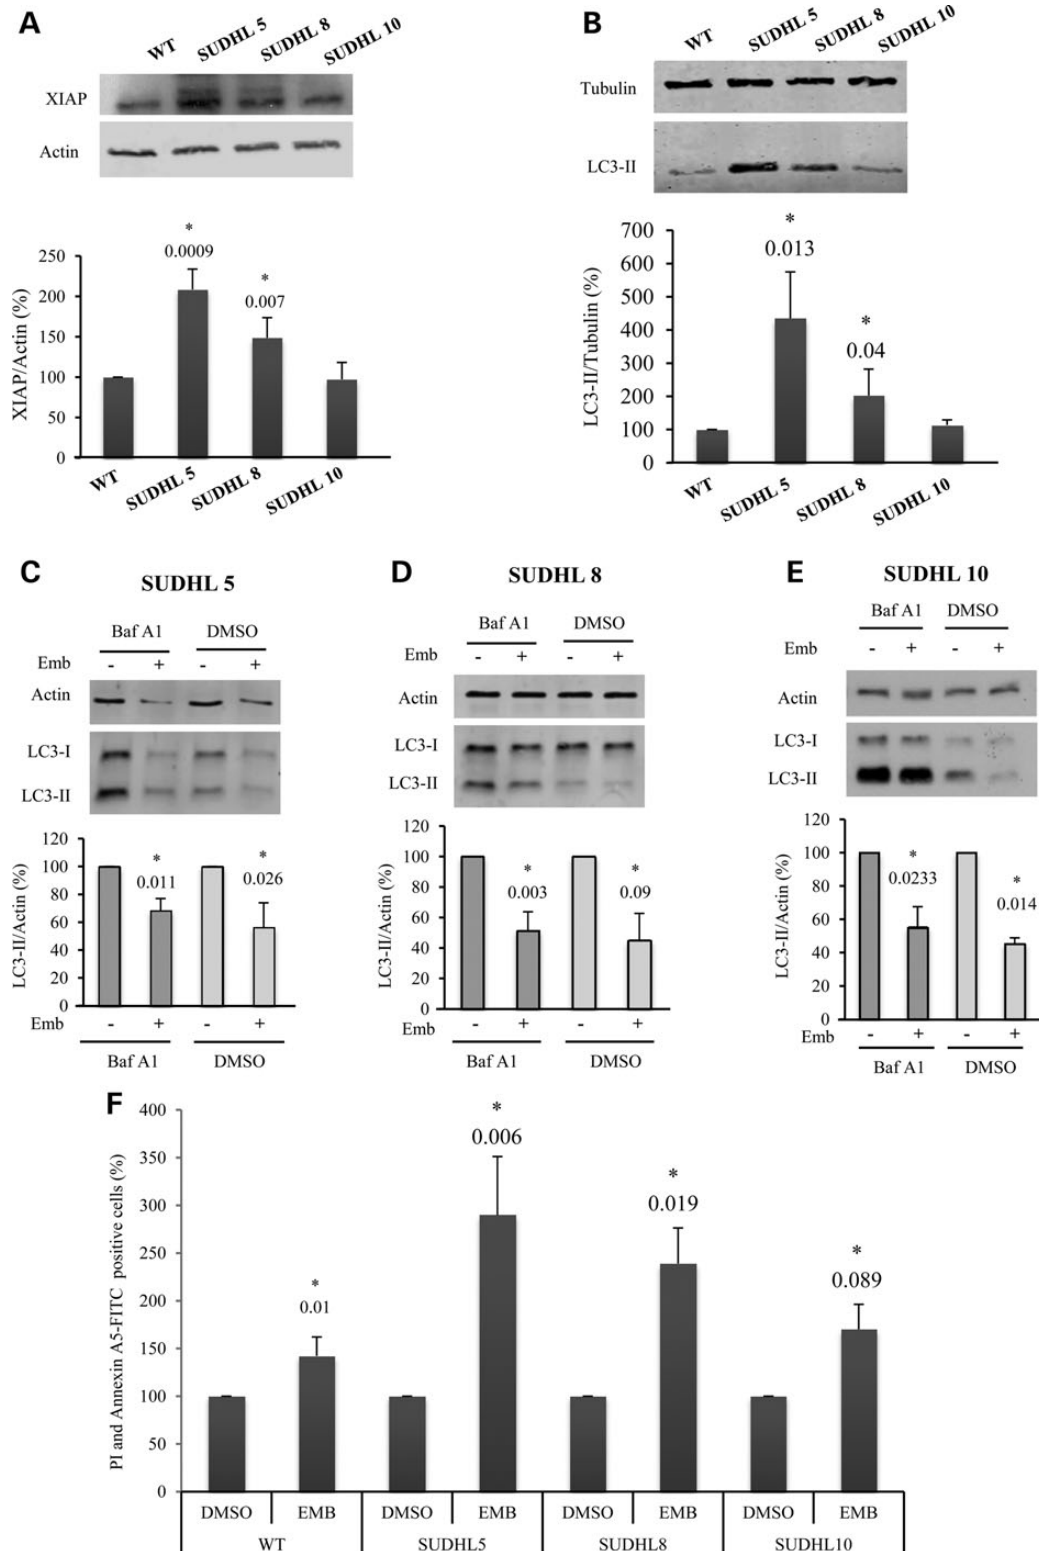 A
WT SUDHL 5 SUDHL 8 SUDHL 10
XIAP
Actin
*
0.0009
*
0.007
250
200
150
100
50
0
XIAP/Actin (%)
WT SUDHL 5 SUDHL 8 SUDHL 10
B
WT SUDHL 5 SUDHL 8 SUDHL 10
Tubulin
LC3-II
*
0.013
*
0.04
700
600
500
400
300
200
100
0
LC3-II/Tubulin (%)
WT SUDHL 5 SUDHL 8 SUDHL 10
C
SUDHL 5
Baf A1 DMSO
Emb - + - +
Actin
LC3-I
LC3-II
120
100
80
60
40
20
0
LC3-II/Actin (%)
* *
0.011 0.026
Emb - + - +
Baf A1 DMSO
D
SUDHL 8
Baf A1 DMSO
Emb - + - +
Actin
LC3-I
LC3-II
120
100
80
60
40
20
0
LC3-II/Actin (%)
* *
0.003 0.09
Emb - + - +
Baf A1 DMSO
E
SUDHL 10
Baf A1 DMSO
Emb - + - +
Actin
LC3-I
LC3-II
120
100
80
60
40
20
0
LC3-II/Actin (%)
*
0.0233
*
0.014
Emb - + - +
Baf A1 DMSO
F
400
350
300
250
200
150
100
50
0
PI and Annexin A5-FITC positive cells (%)
*
0.01
*
0.006
*
0.019
*
0.089
DMSO EMB DMSO EMB DMSO EMB DMSO EMB
WT SUDHL5 SUDHL8 SUDHL10